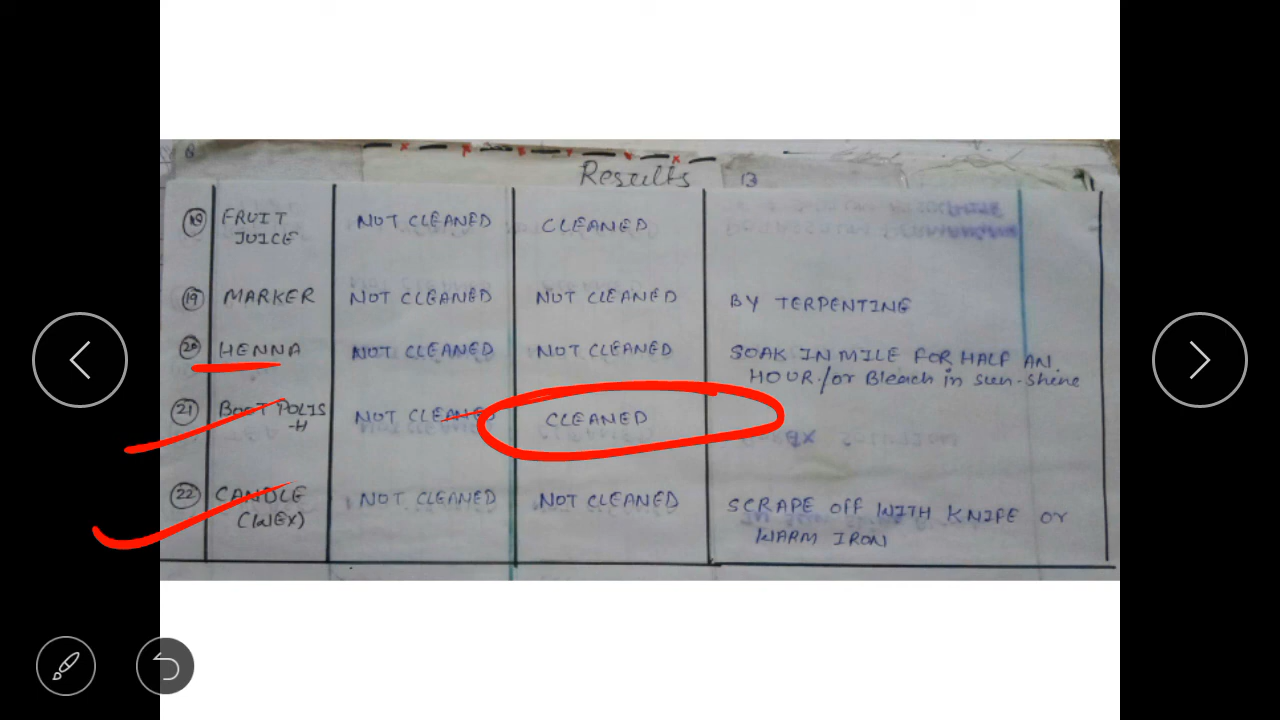 8
Results 13
18 FRUIT JUICE NOT CLEANED CLEANED
19 MARKER NOT CLEANED NOT CLEANED BY TERPENTING
20 HENNA NOT CLEANED NOT CLEANED SOAK IN MILE FOR HALF AN
HOUR./or Bleach in sun-shine
21 BOOT POLIS NOT CLEANED CLEANED
-H
22 CANDLE NOT CLEANED NOT CLEANED SCRAPE OFF WITH KNIFE OR
(WEX) WARM IRON